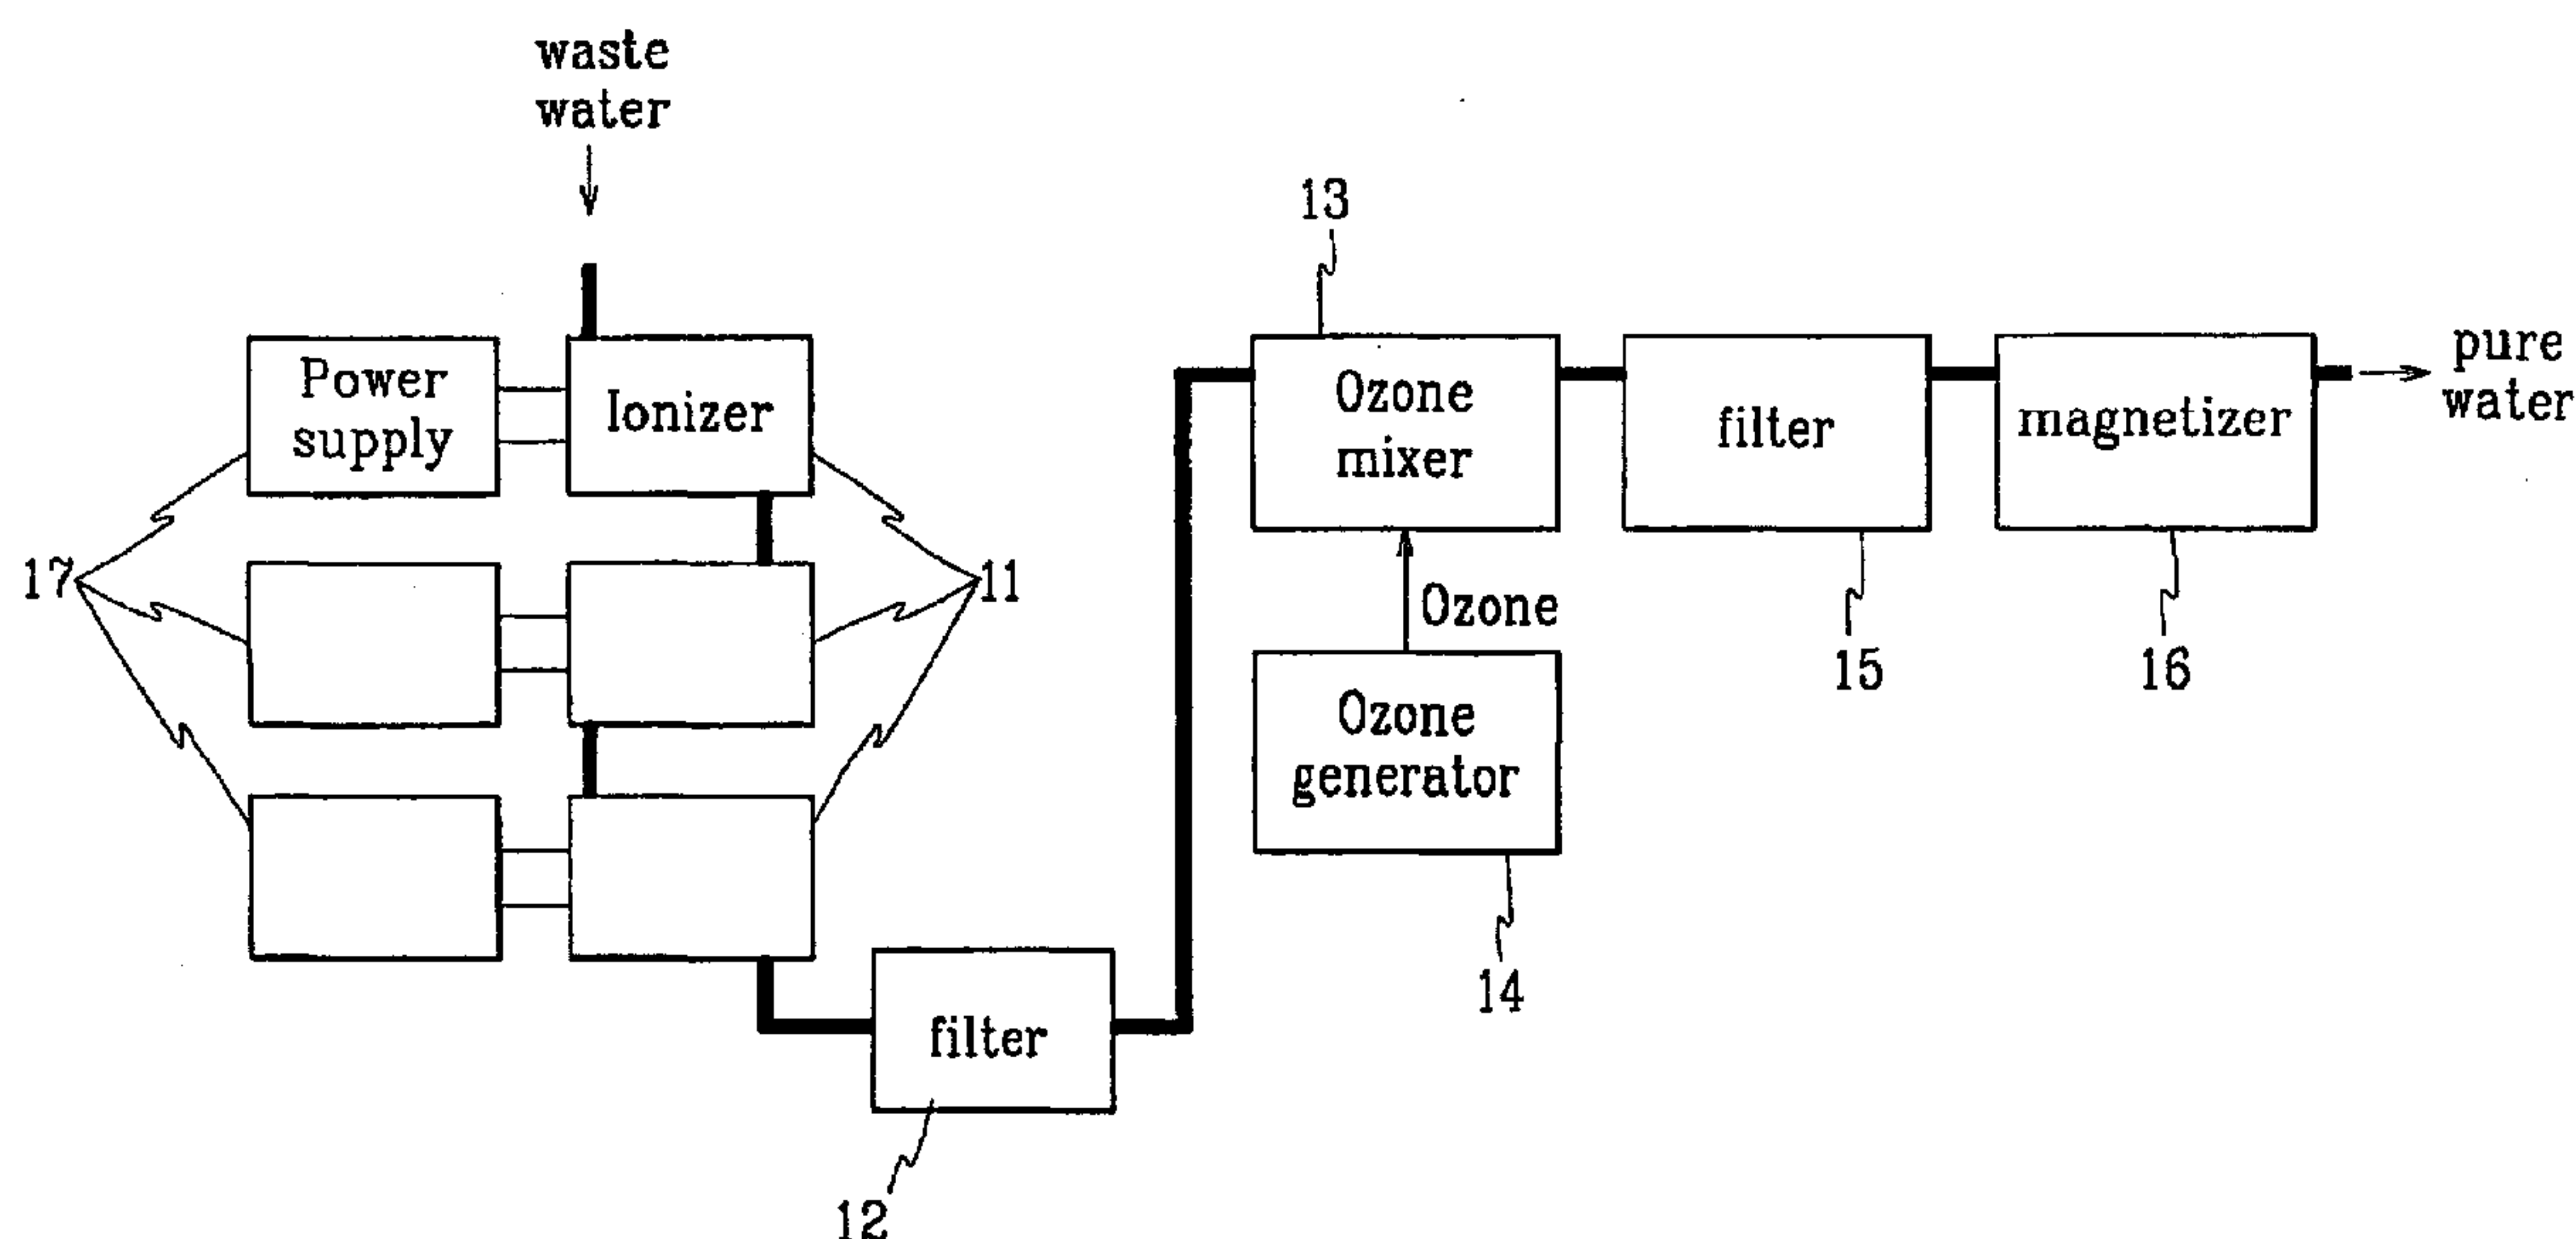 waste
water
13
Power
supply
Ionizer
Ozone
mixer
filter
magnetizer
pure
water
17
11
Ozone
15
16
Ozone
generator
14
filter
12